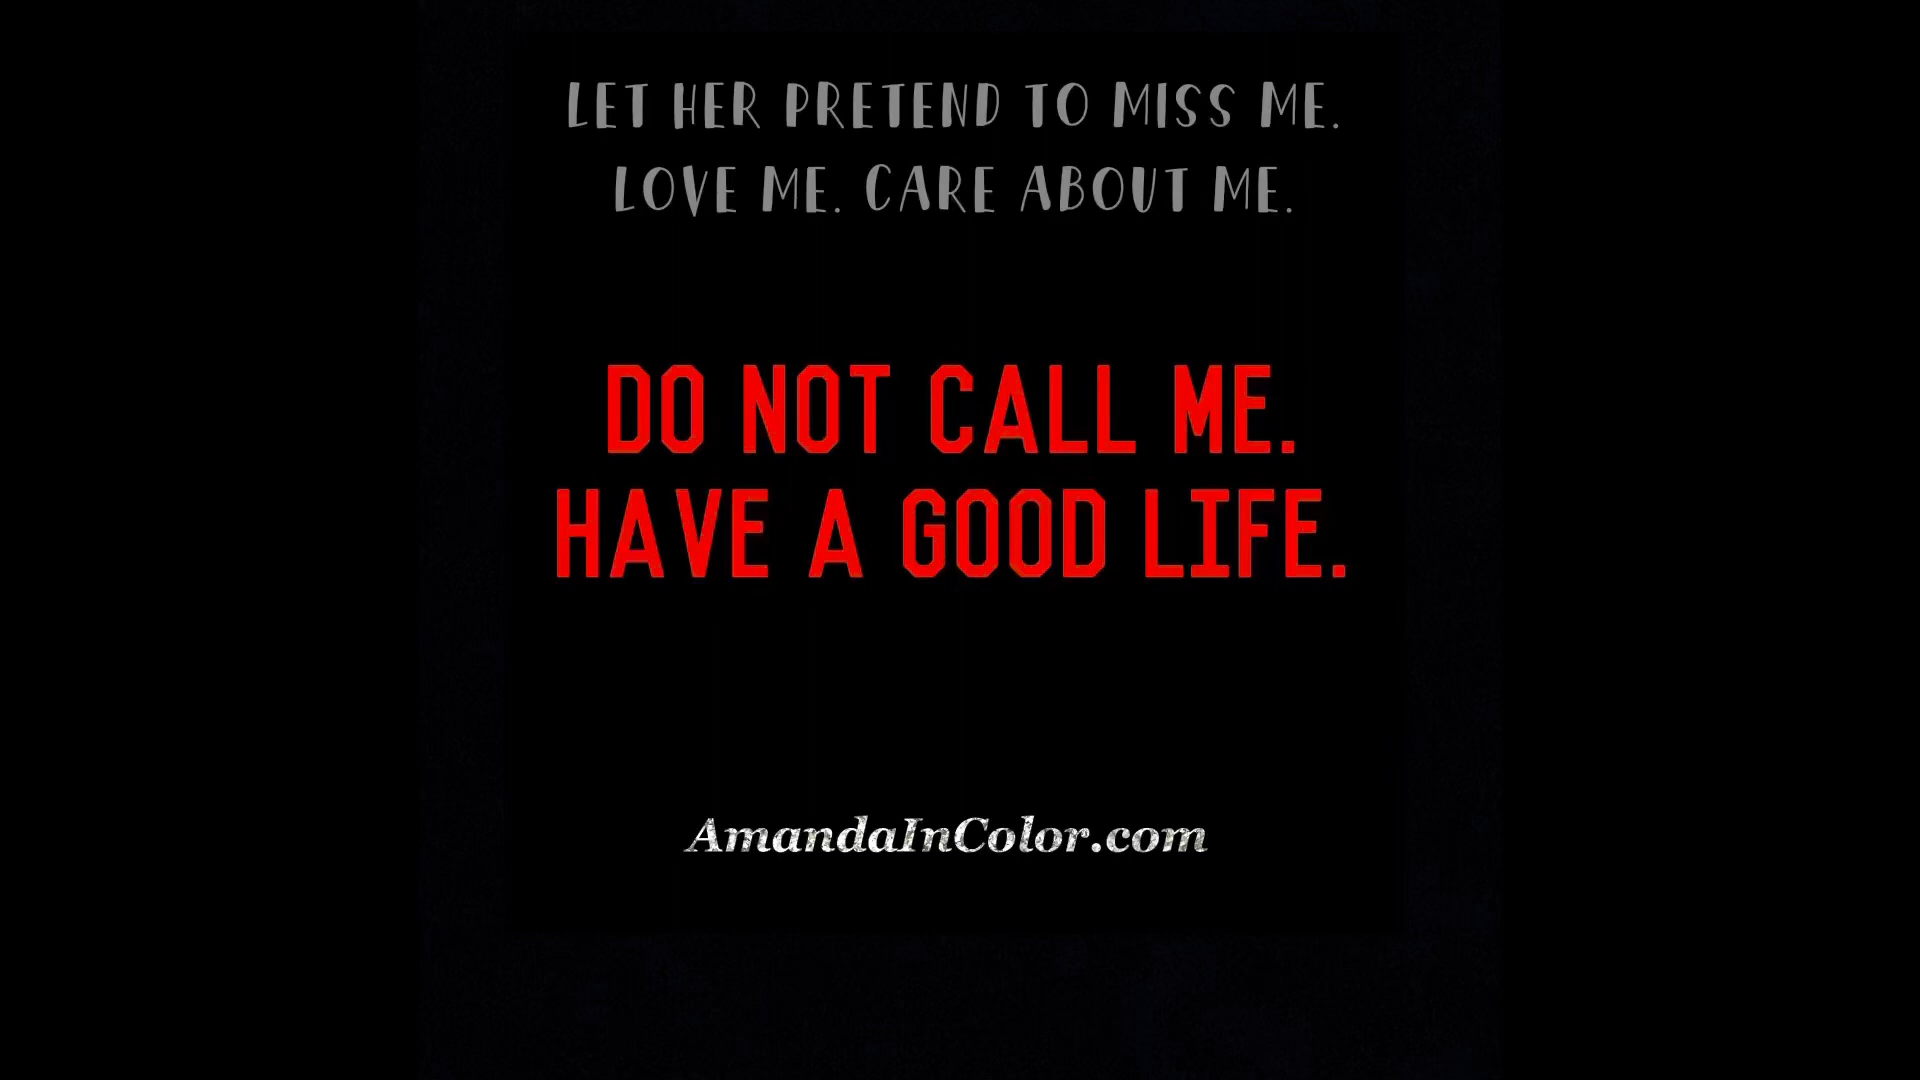 LET HER PRETEND TO MISS ME.
LOVE ME. CARE ABOUT ME.
DO NOT CALL ME.
HAVE A GOOD LIFE.
AmandaInColor.com